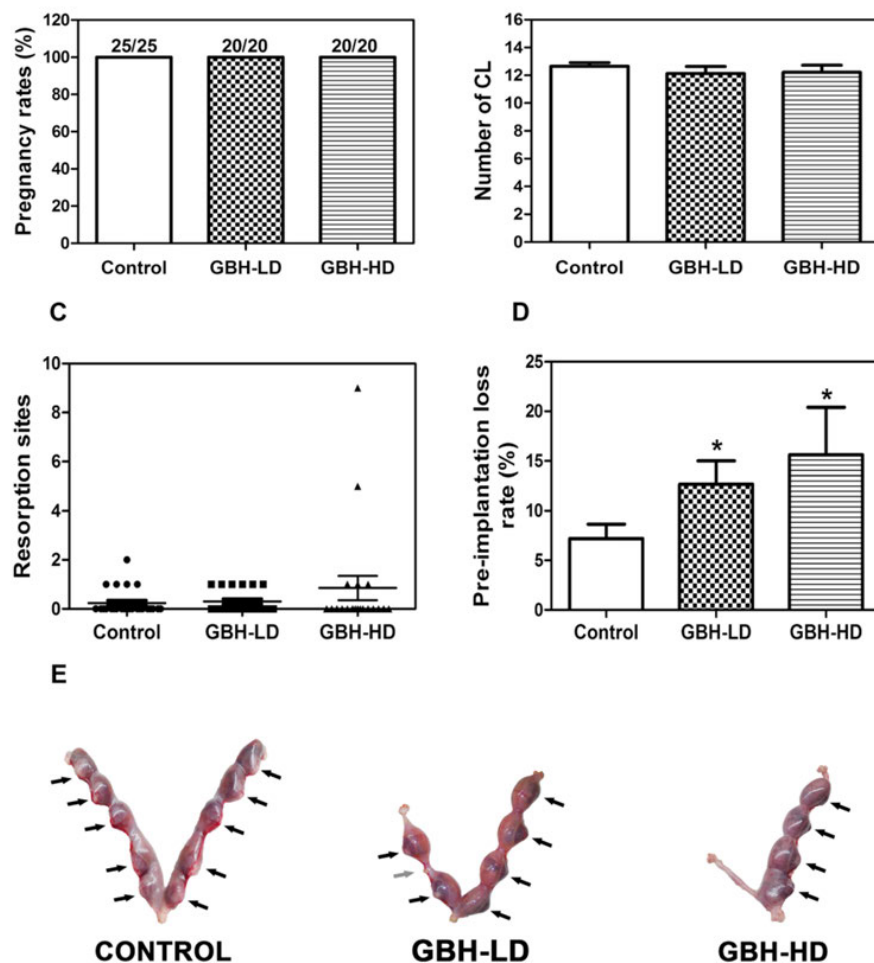 120
100
80
60
40
20
0
Pregnancy rates (%)
25/25 20/20 20/20
Control GBH-LD GBH-HD
16
14
12
10
8
6
4
2
0
Number of CL
Control GBH-LD GBH-HD
C
10
8
6
4
2
0
Resorption sites
Control GBH-LD GBH-HD
D
25
20
15
10
5
0
Pre-implantation loss
rate (%)
* *
Control GBH-LD GBH-HD
E
CONTROL GBH-LD GBH-HD